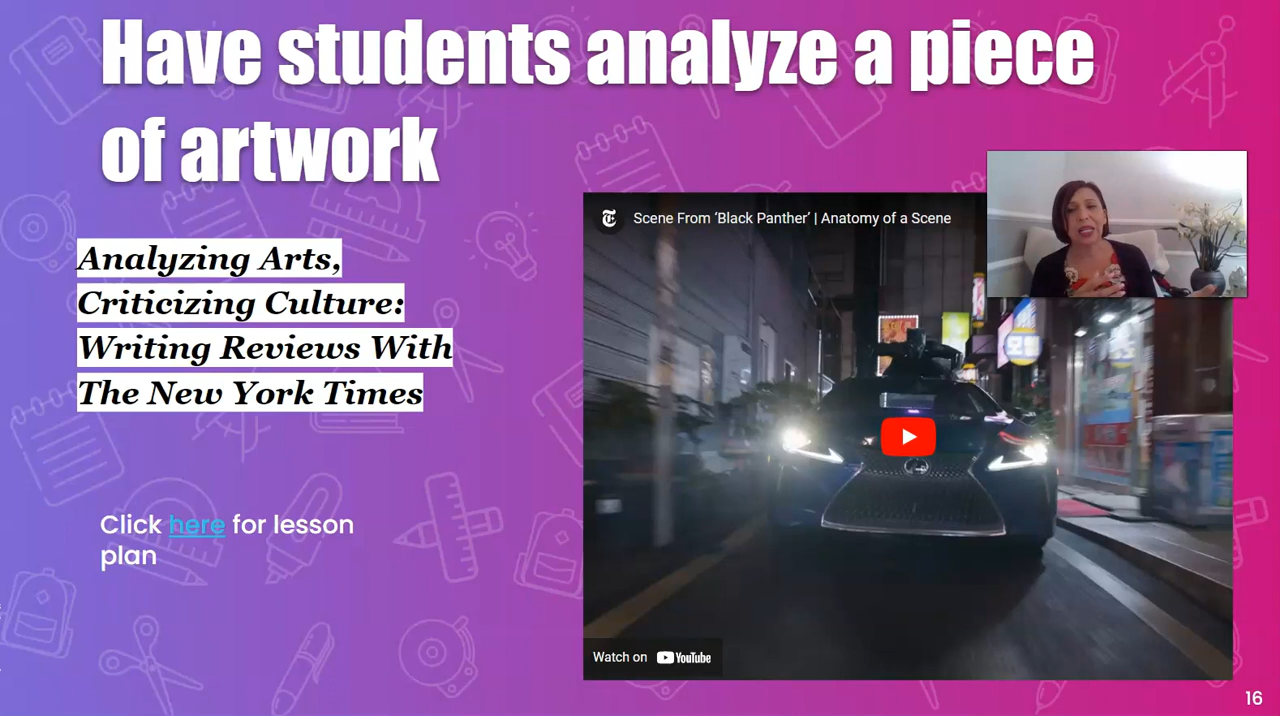 Have students analyze a piece
of artwork
Scene From 'Black Panther' | Anatomy of a Scene
Analyzing Arts,
Criticizing Culture:
Writing Reviews With
The New York Times
Click here for lesson
plan
Watch on YouTube
16